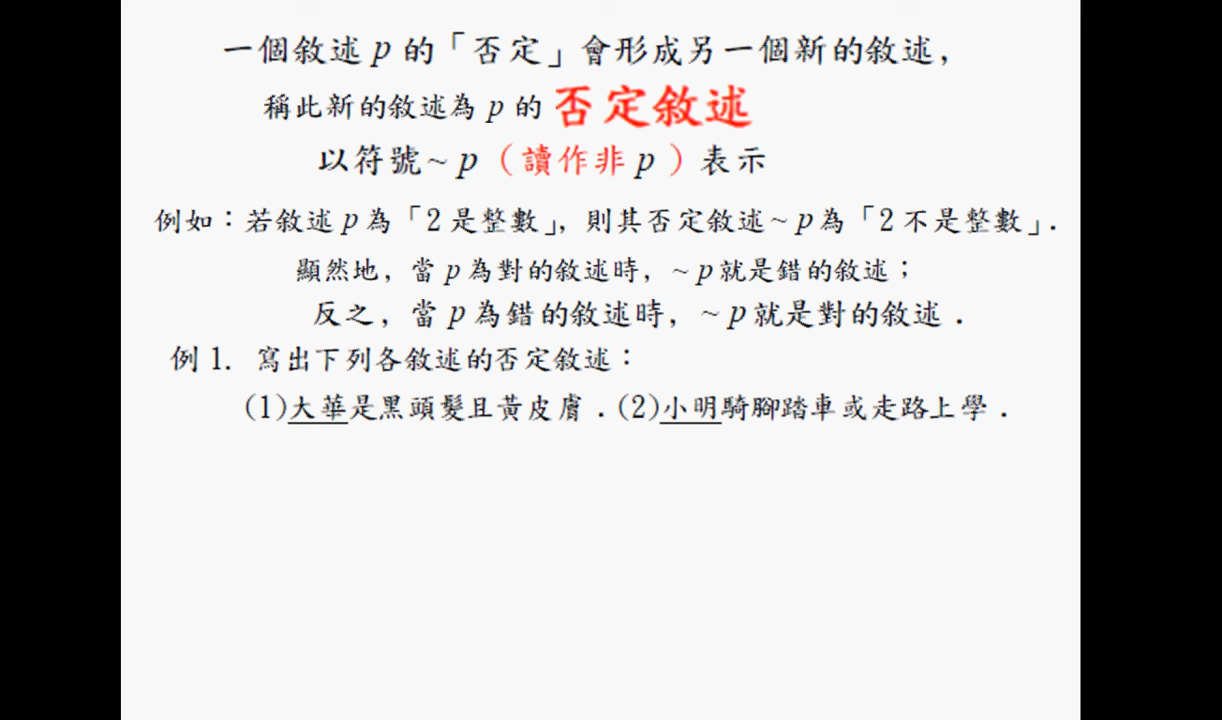 一個敘述 p 的「否定」會形成另一個新的敘述，
稱此新的敘述為 p 的 否定敘述
以符號~ p（讀作非 p）表示
例如：若敘述 p 為「2 是整數」，則其否定敘述~ p 為「2 不是整數」．
顯然地，當 p 為對的敘述時，~ p 就是錯的敘述；
反之，當 p 為錯的敘述時，~ p 就是對的敘述．
例 1. 寫出下列各敘述的否定敘述：
(1)大華是黑頭髮且黃皮膚．(2)小明騎腳踏車或走路上學．